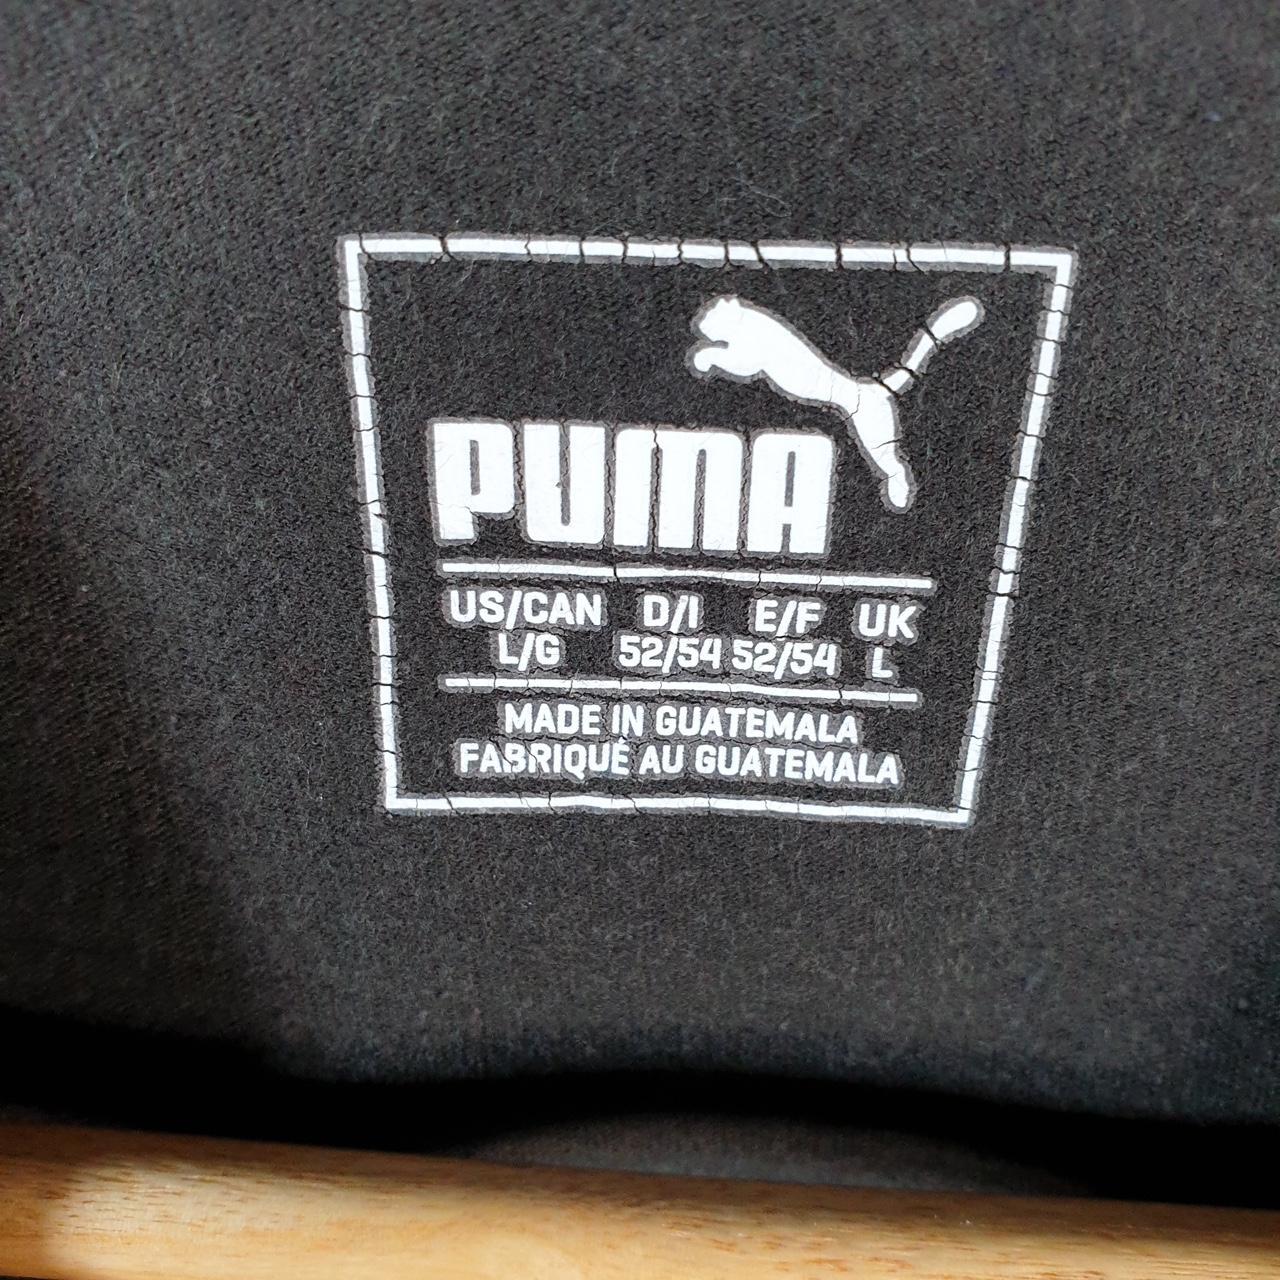 PUMA
US/CAN D/I E/F UK
L/G 52/54 52/54 L
MADE IN GUATEMALA
FABRIQUÉ AU GUATEMALA